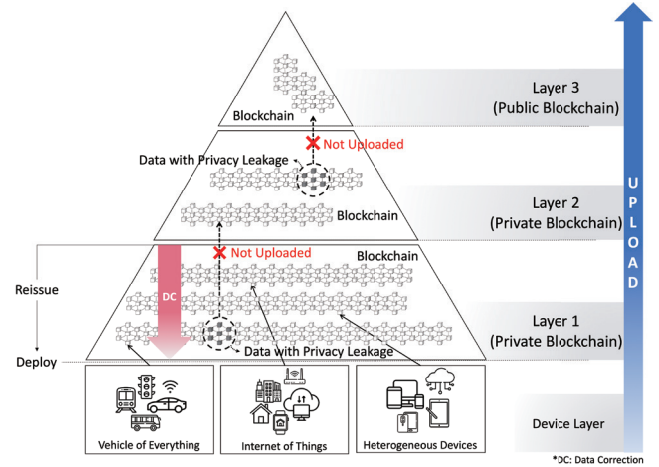 Layer 3
(Public Blockchain)
Blockchain
Not Uploaded
Data with Privacy Leakage
Layer 2
(Private Blockchain)
Blockchain
UPLOAD
Not Uploaded
Blockchain
Reissue
DC
Layer 1
(Private Blockchain)
Data with Privacy Leakage
Deploy
Vehicle of Everything
Internet of Things
Heterogeneous Devices
Device Layer
*DC: Data Correction